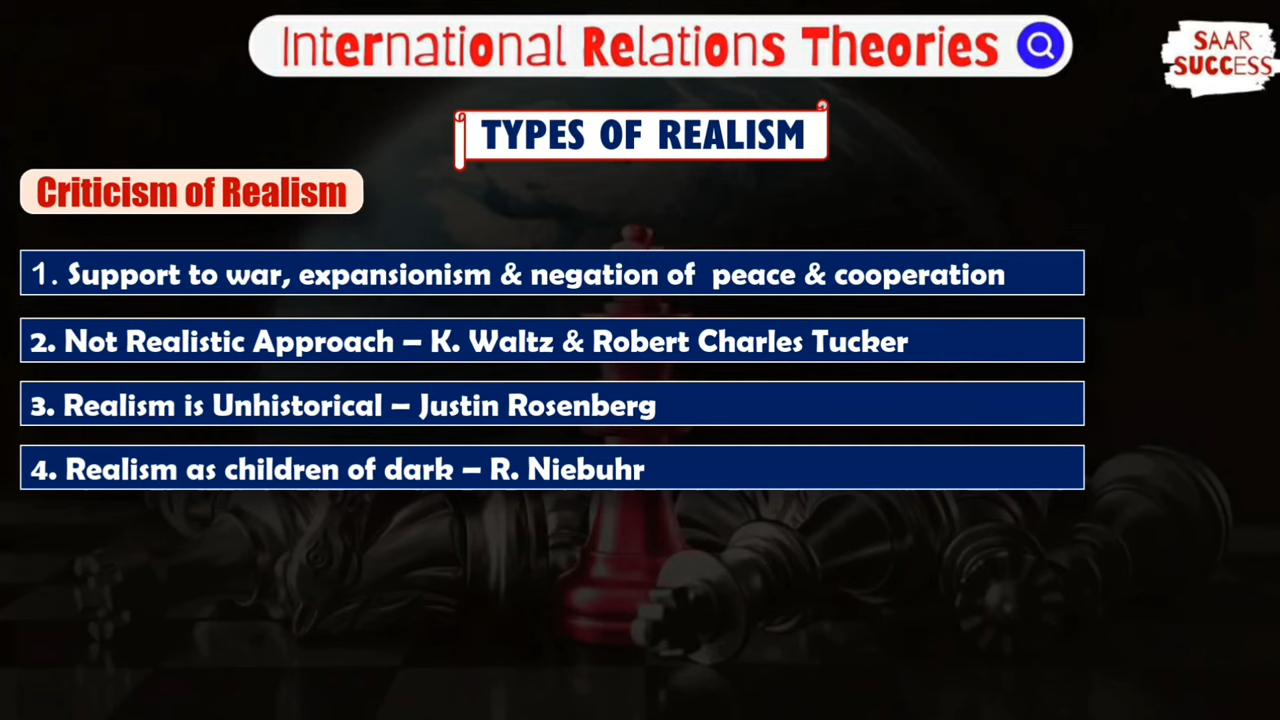 International Relations Theories
SAAR
SUCCESS
TYPES OF REALISM
Criticism of Realism
1. Support to war, expansionism & negation of peace & cooperation
2. Not Realistic Approach – K. Waltz & Robert Charles Tucker
3. Realism is Unhistorical – Justin Rosenberg
4. Realism as children of dark – R. Niebuhr